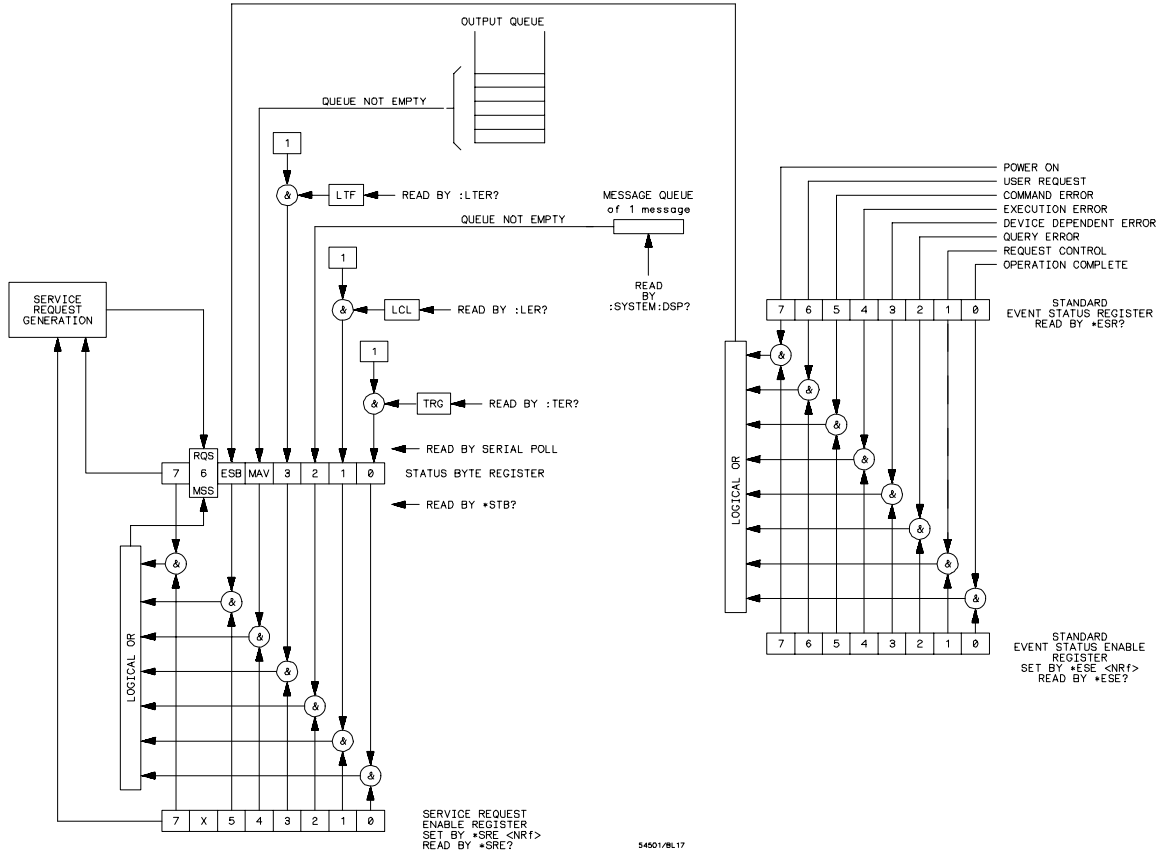 OUTPUT QUEUE
QUEUE NOT EMPTY
1
&
LTF
READ BY :LTER?
MESSAGE QUEUE
of 1 message
QUEUE NOT EMPTY
READ
BY
:SYSTEM:DSP?
1
&
LCL
READ BY :LER?
1
&
TRG
READ BY :TER?
SERVICE
REQUEST
GENERATION
READ BY SERIAL POLL
7 RQS 6 MSS ESB MAV 3 2 1 0
STATUS BYTE REGISTER
READ BY *STB?
LOGICAL OR
&
&
&
&
&
&
&
7 X 5 4 3 2 1 0
SERVICE REQUEST
ENABLE REGISTER
SET BY *SRE <NRf>
READ BY *SRE?
POWER ON
USER REQUEST
COMMAND ERROR
EXECUTION ERROR
DEVICE DEPENDENT ERROR
QUERY ERROR
REQUEST CONTROL
OPERATION COMPLETE
7 6 5 4 3 2 1 0
STANDARD
EVENT STATUS REGISTER
READ BY *ESR?
LOGICAL OR
&
&
&
&
&
&
&
&
7 6 5 4 3 2 1 0
STANDARD
EVENT STATUS ENABLE
REGISTER
SET BY *ESE <NRf>
READ BY *ESE?
54501/BL17